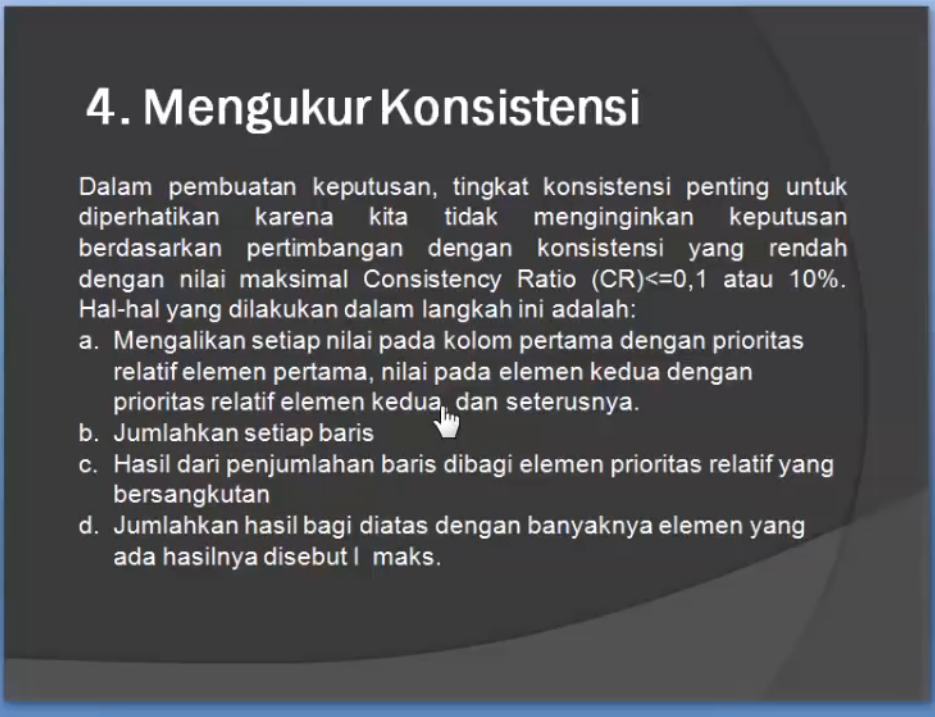 4. Mengukur Konsistensi
Dalam pembuatan keputusan, tingkat konsistensi penting untuk
diperhatikan karena kita tidak menginginkan keputusan
berdasarkan pertimbangan dengan konsistensi yang rendah
dengan nilai maksimal Consistency Ratio (CR)<=0,1 atau 10%.
Hal-hal yang dilakukan dalam langkah ini adalah:
a. Mengalikan setiap nilai pada kolom pertama dengan prioritas
relatif elemen pertama, nilai pada elemen kedua dengan
prioritas relatif elemen kedua, dan seterusnya.
b. Jumlahkan setiap baris
c. Hasil dari penjumlahan baris dibagi elemen prioritas relatif yang
bersangkutan
d. Jumlahkan hasil bagi diatas dengan banyaknya elemen yang
ada hasilnya disebut l maks.